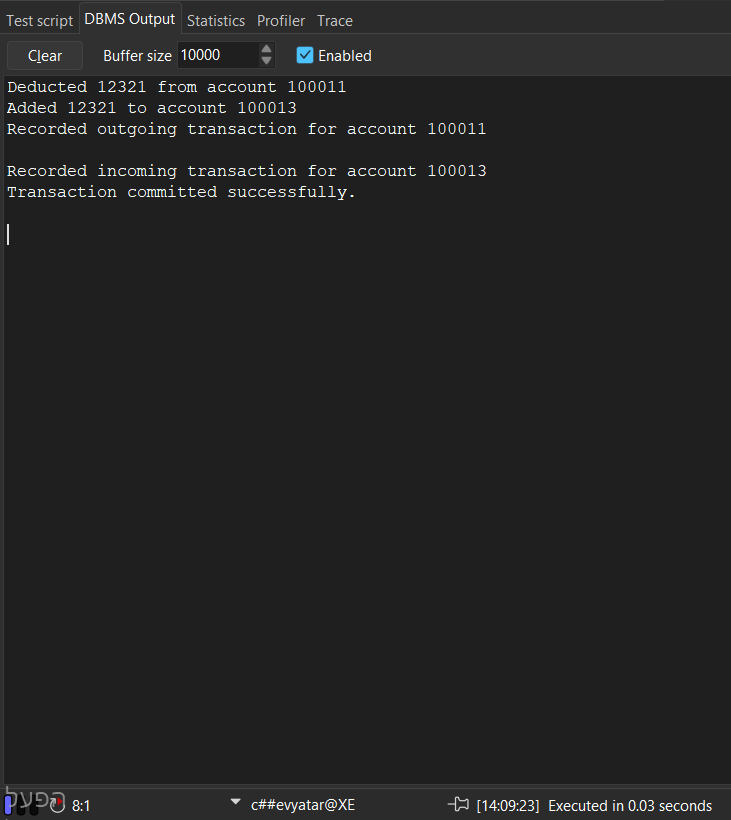 Test script DBMS Output Statistics Profiler Trace
Clear Buffer size 10000 Enabled
Deducted 12321 from account 100011
Added 12321 to account 100013
Recorded outgoing transaction for account 100011
Recorded incoming transaction for account 100013
Transaction committed successfully.
הפעל 8:1 c##evyatar@XE [14:09:23] Executed in 0.03 seconds